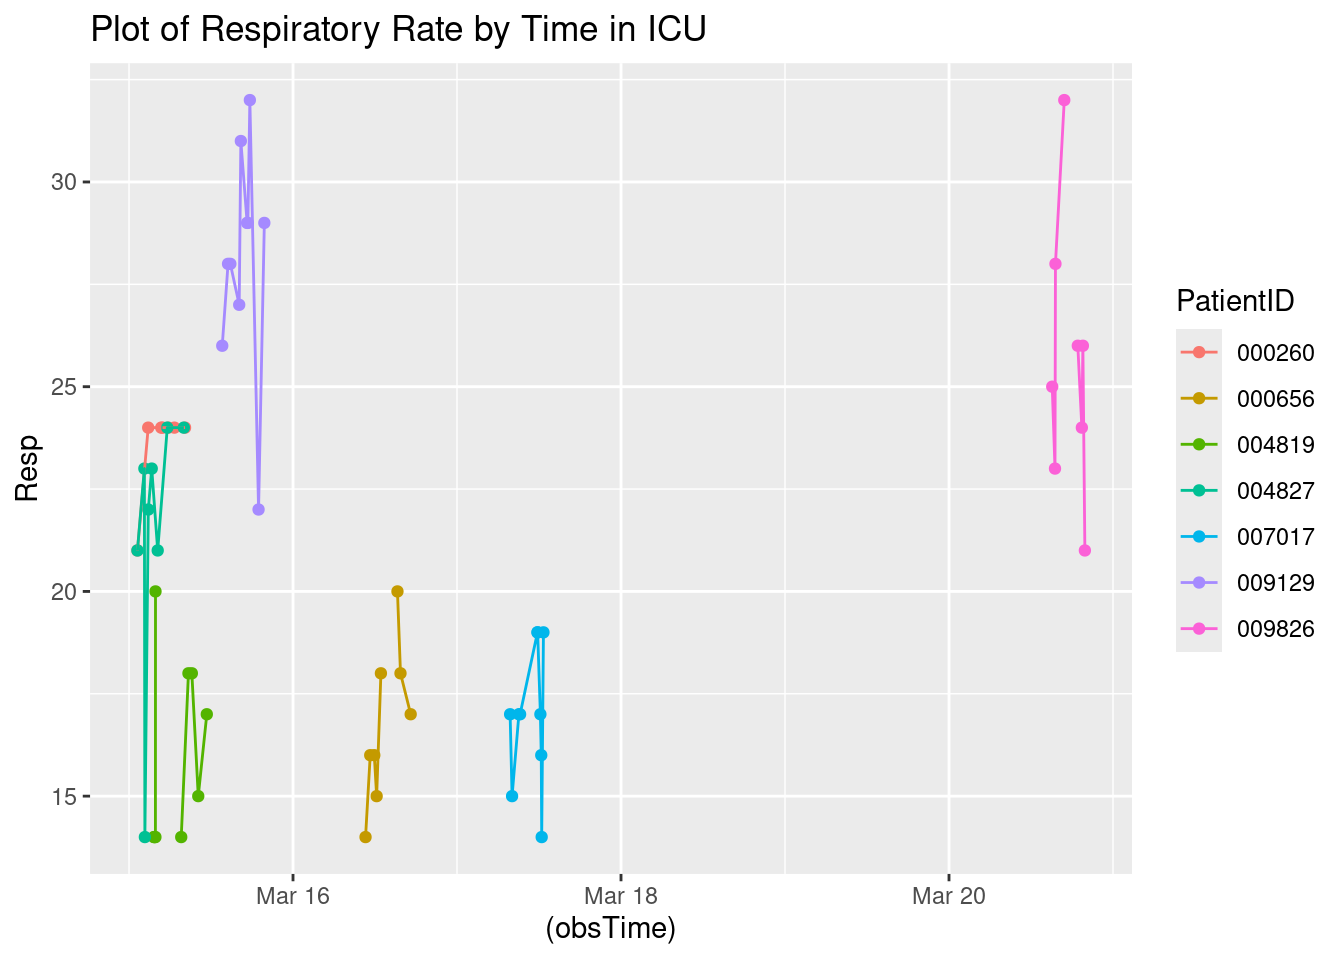 Plot of Respiratory Rate by Time in ICU
Resp
30
25
20
15
Mar 16
Mar 18
Mar 20
(obsTime)
PatientID
000260
000656
004819
004827
007017
009129
009826